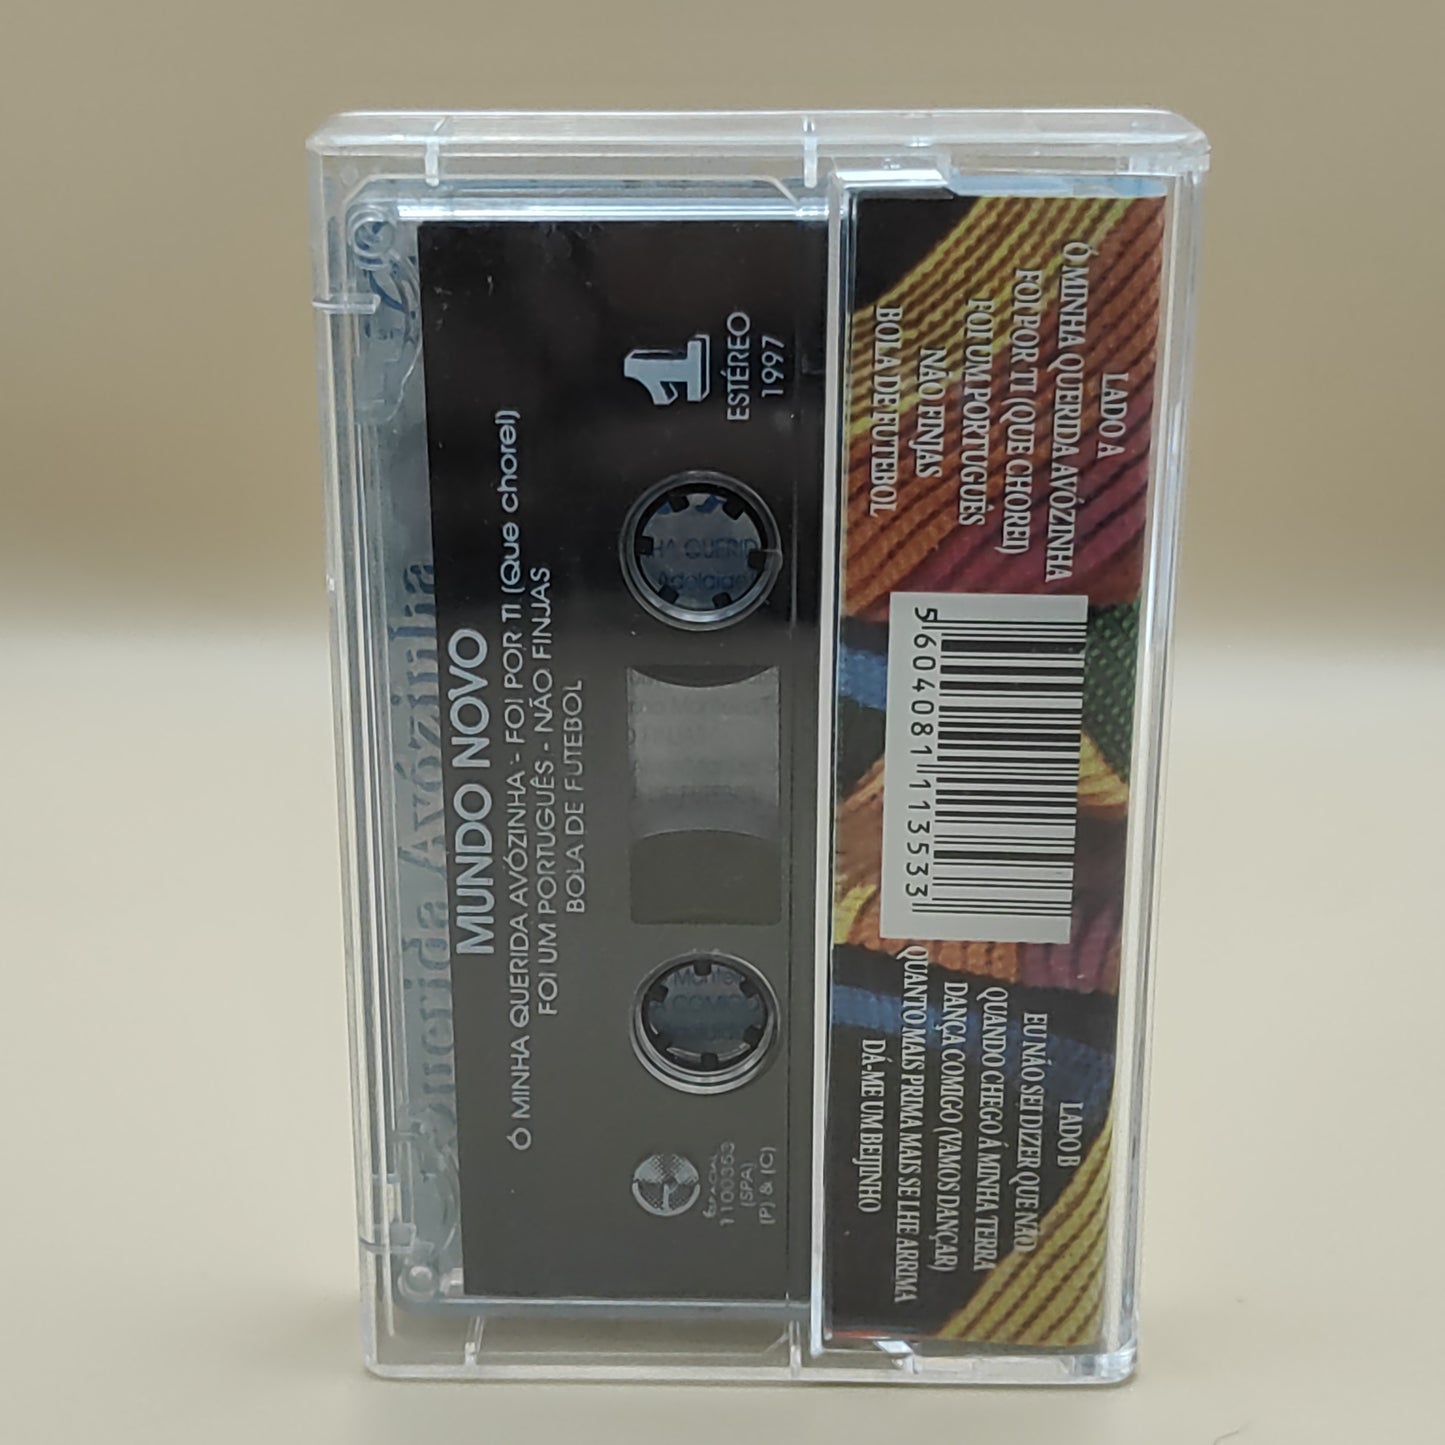 MUNDO NOVO
Ó MINHA QUERIDA AVÓZINHA - FOI POR TI (Que chorei)
FOI UM PORTUGUÊS - NÃO FINJAS
BOLA DE FUTEBOL
1
ESTÉREO
1997
ESPACIAL
1100353
(SPA)
(P) & (C)
LADO A
Ó MINHA QUERIDA AVÓZINHA
FOI POR TI (QUE CHOREI)
FOI UM PORTUGUÊS
NÃO FINJAS
BOLA DE FUTEBOL
5604081113533
LADO B
EU NÃO SEI DIZER QUE NÃO
QUANDO CHEGO Á MINHA TERRA
DANÇA COMIGO (VAMOS DANÇAR)
QUANTO MAIS PRIMA MAIS SE LHE ARRIMA
DÁ-ME UM BEIJINHO
Querida Avózinha